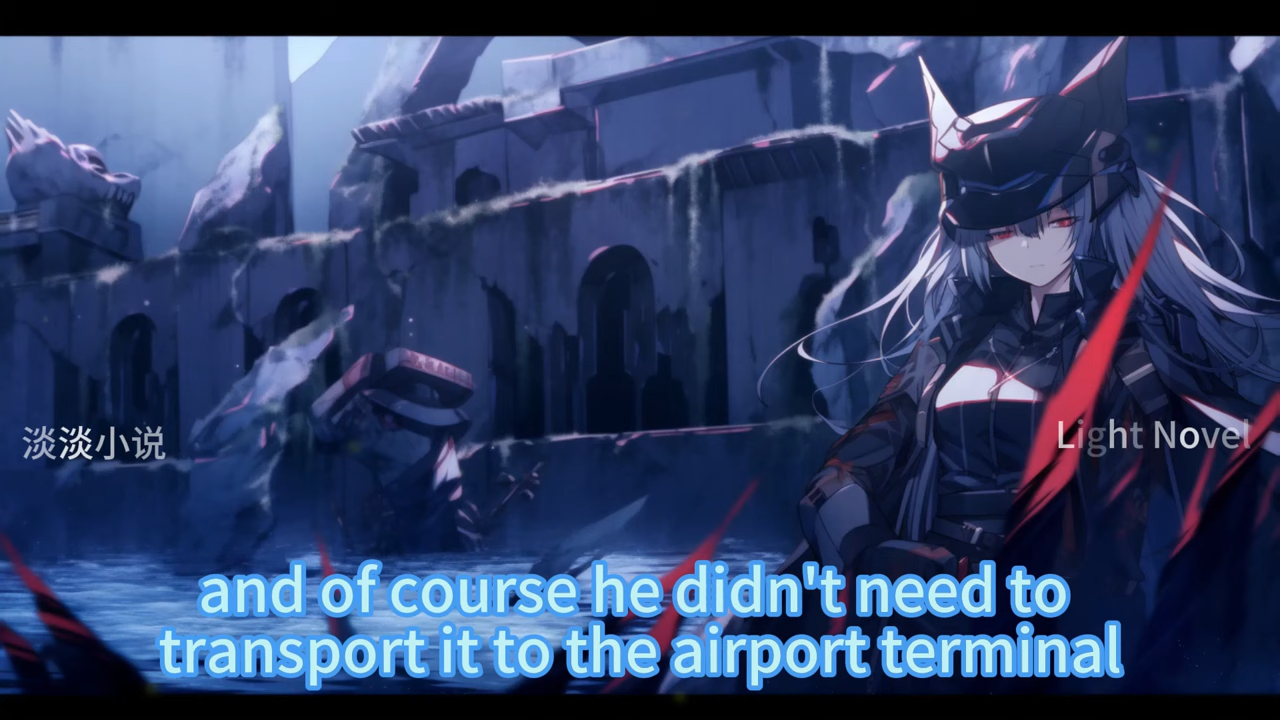 淡淡小说
Light Novel
and of course he didn't need to
transport it to the airport terminal